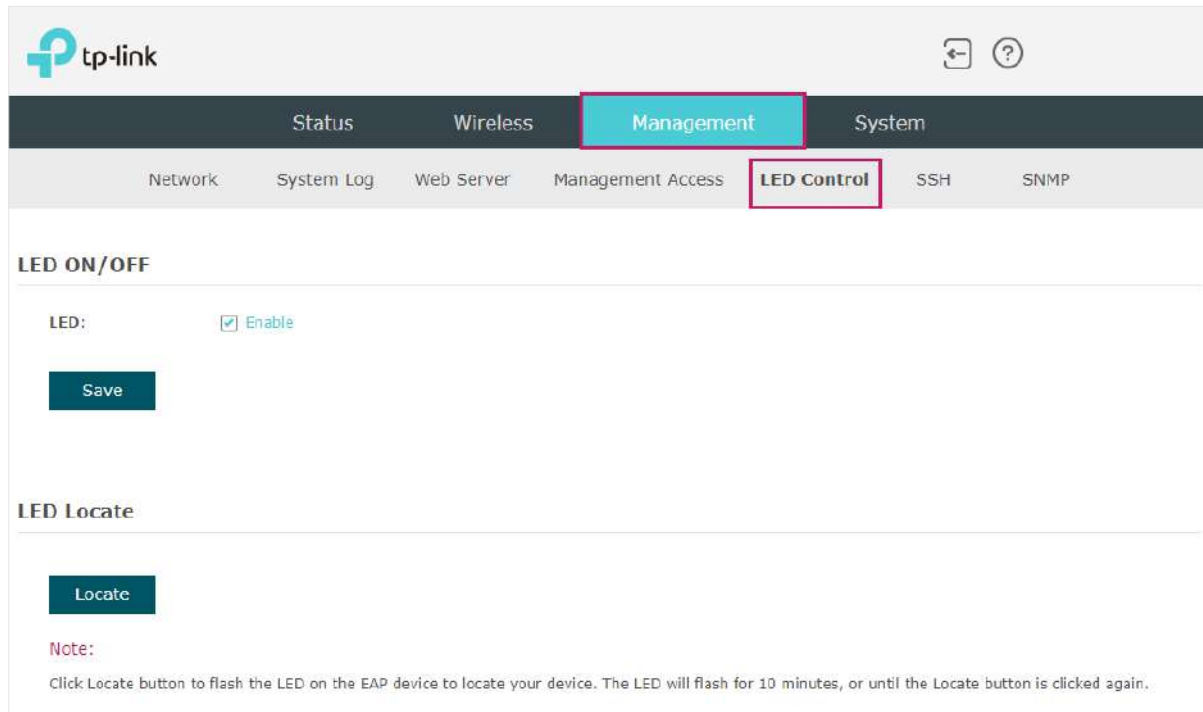 tp-link
Status Wireless Management System
Network System Log Web Server Management Access LED Control SSH SNMP
LED ON/OFF
LED: Enable
Save
LED Locate
Locate
Note:
Click Locate button to flash the LED on the EAP device to locate your device. The LED will flash for 10 minutes, or until the Locate button is clicked again.